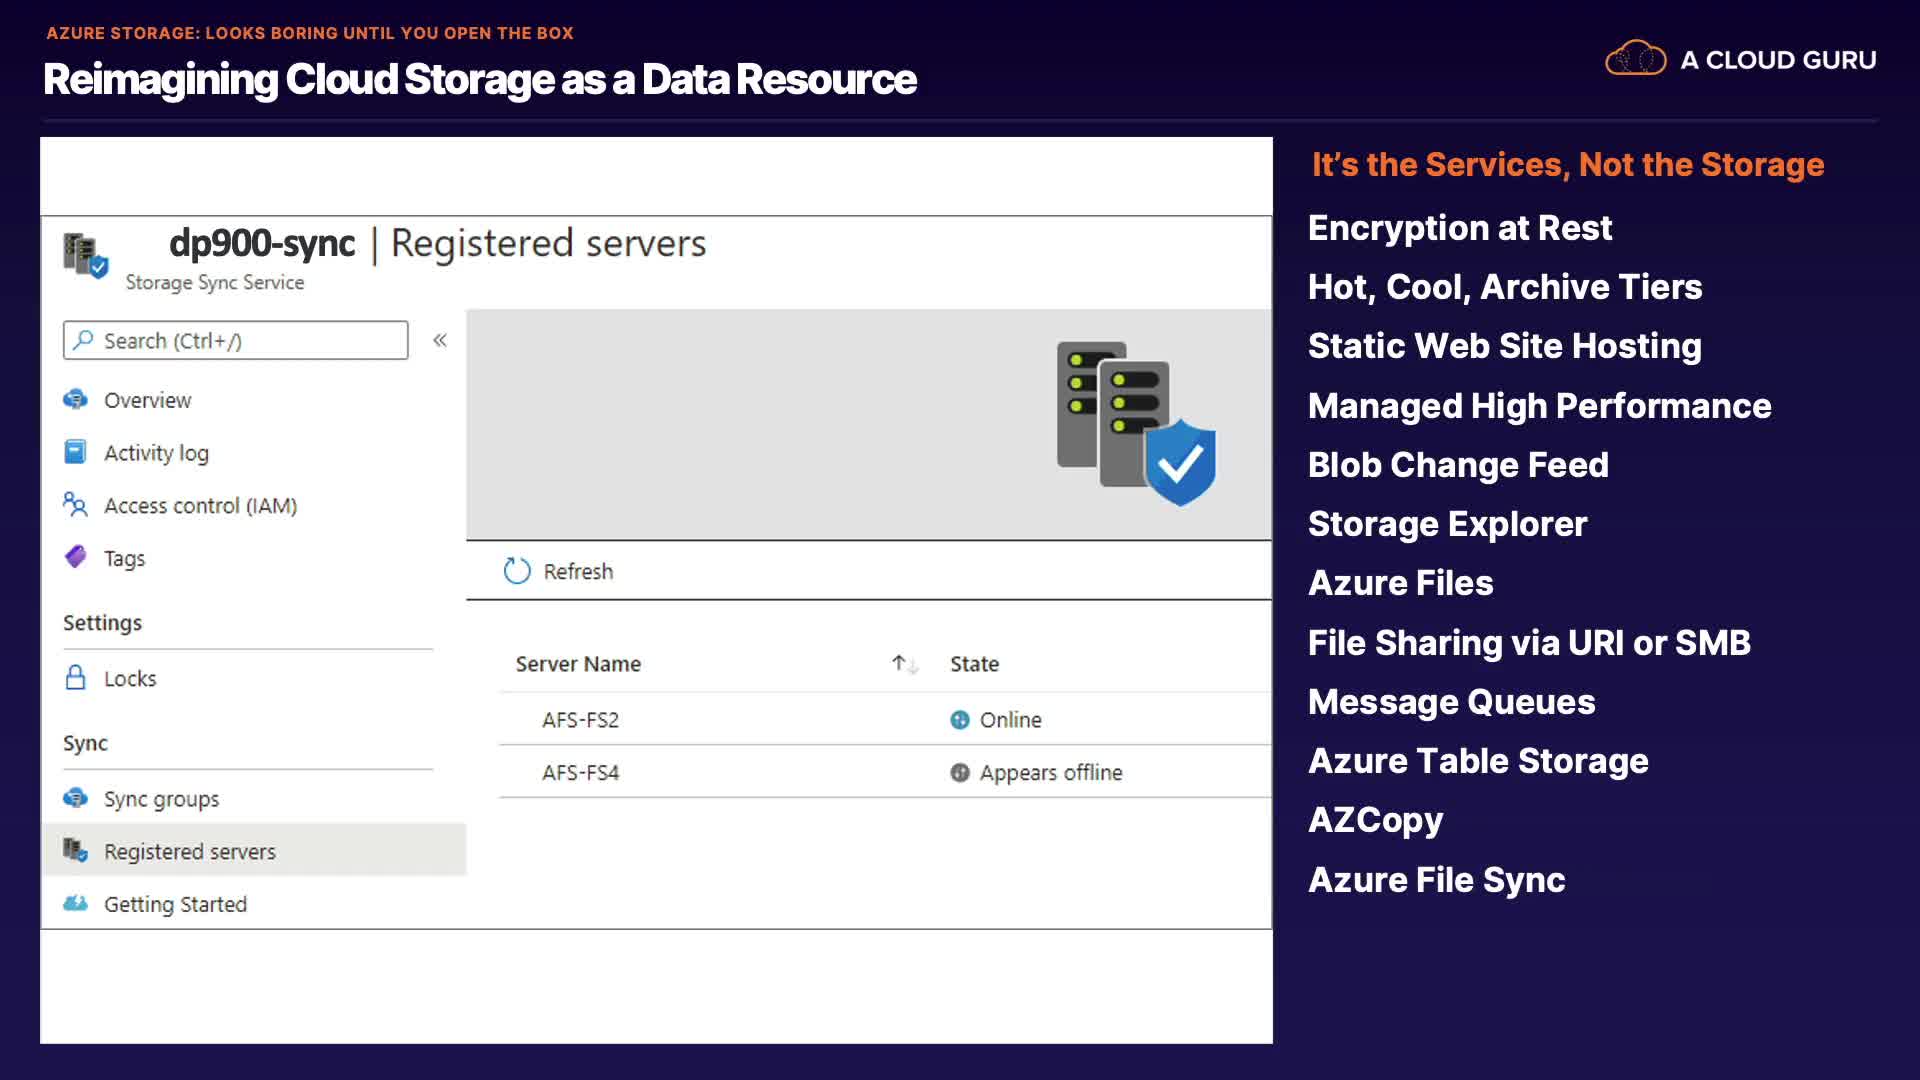 AZURE STORAGE: LOOKS BORING UNTIL YOU OPEN THE BOX
Reimagining Cloud Storage as a Data Resource
A CLOUD GURU
dp900-sync | Registered servers
Storage Sync Service
Search (Ctrl+/)
«
Overview
Activity log
Access control (IAM)
Tags
Settings
Locks
Sync
Sync groups
Registered servers
Getting Started
Refresh
Server Name ↑↓ State
AFS-FS2 Online
AFS-FS4 Appears offline
It's the Services, Not the Storage
Encryption at Rest
Hot, Cool, Archive Tiers
Static Web Site Hosting
Managed High Performance
Blob Change Feed
Storage Explorer
Azure Files
File Sharing via URI or SMB
Message Queues
Azure Table Storage
AZCopy
Azure File Sync